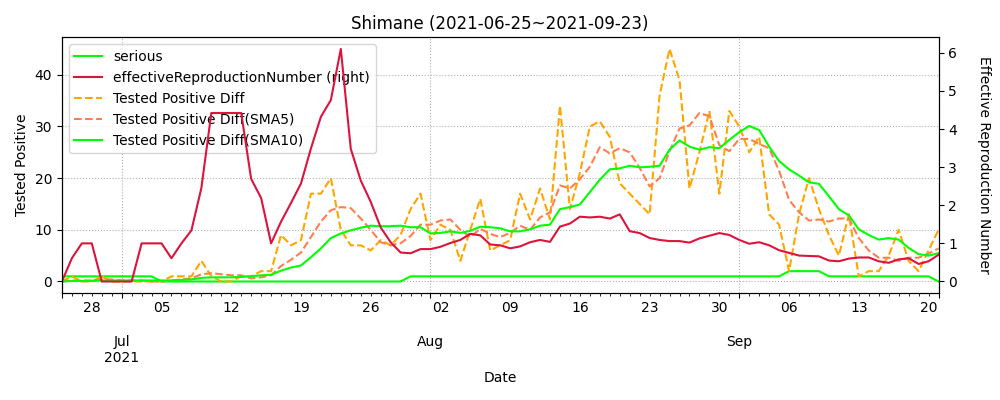 Shimane (2021-06-25~2021-09-23)
serious
effectiveReproductionNumber (right)
Tested Positive Diff
Tested Positive Diff(SMA5)
Tested Positive Diff(SMA10)
Tested Positive
40
30
20
10
0
6
5
4
3
2
1
0
Effective Reproduction Number
28 05 12 19 26 02 09 16 23 30 06 13 20
Jul Aug Sep
2021
Date